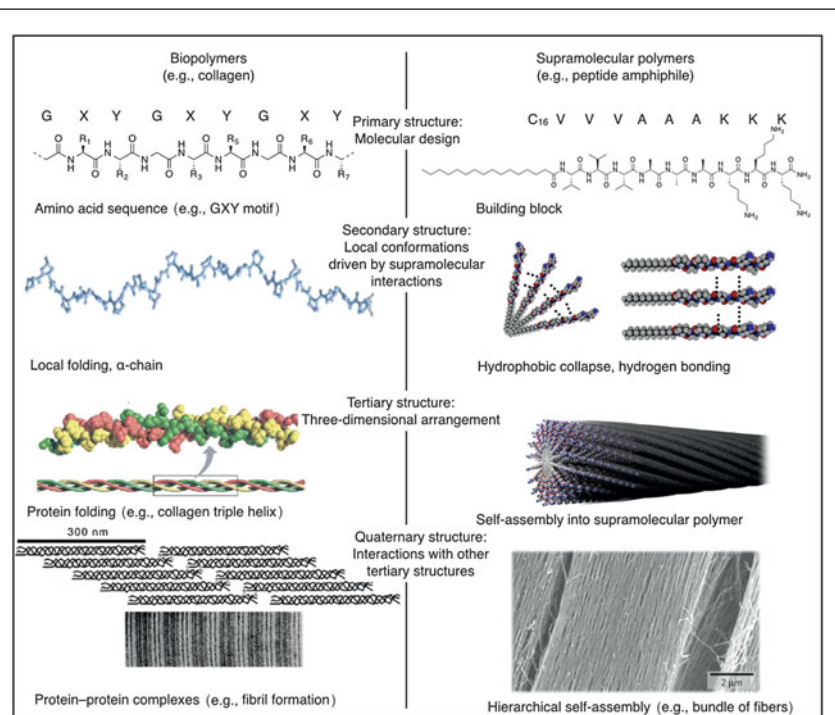 Biopolymers
(e.g., collagen)
Supramolecular polymers
(e.g., peptide amphiphile)
G X Y G X Y G X Y
Primary structure:
Molecular design
C16 V V V A A A K K K
O R1 H N O O H N O R5 H N O O H N O R6 H N O
N H O R2 N H O R3 N H O N H O N H R7
NH2
O H N O H N O H N O H N O H N O
N H O N H O N H O N H O NH2
NH2 NH2
Amino acid sequence (e.g., GXY motif)
Building block
Secondary structure:
Local conformations
driven by supramolecular
interactions
Local folding, α-chain
Hydrophobic collapse, hydrogen bonding
Tertiary structure:
Three-dimensional arrangement
Protein folding (e.g., collagen triple helix)
Self-assembly into supramolecular polymer
300 nm
Quaternary structure:
Interactions with other
tertiary structures
2 μm
Protein–protein complexes (e.g., fibril formation)
Hierarchical self-assembly (e.g., bundle of fibers)